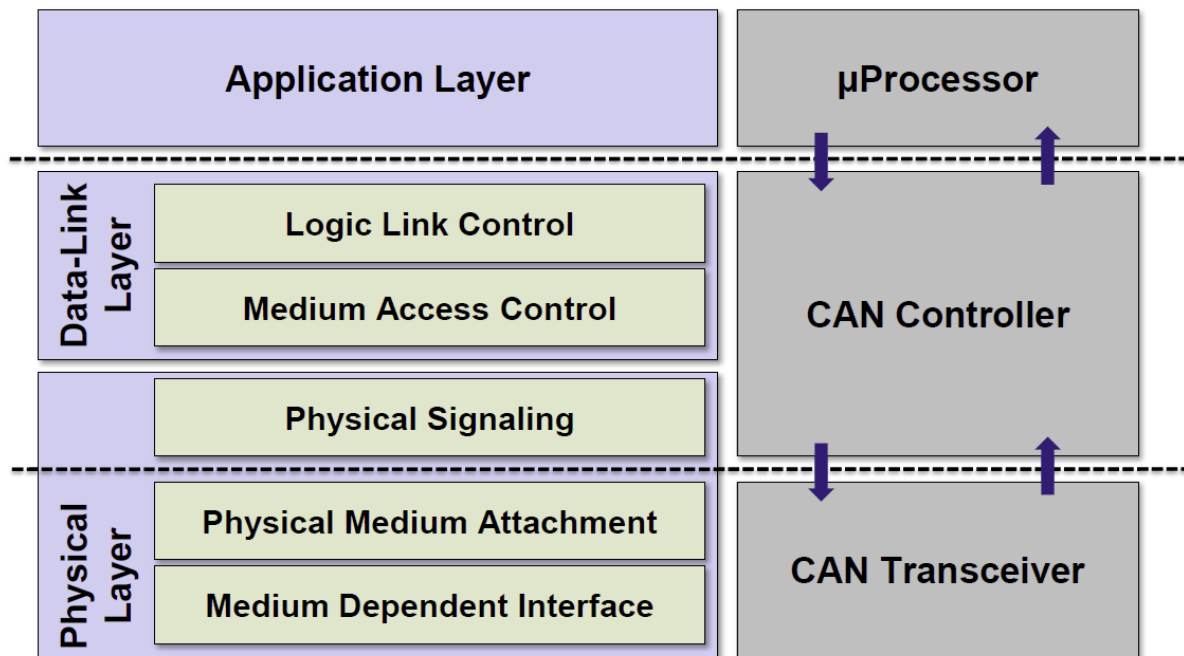 Application Layer
µProcessor
Data-Link
Layer
Logic Link Control
Medium Access Control
CAN Controller
Physical
Layer
Physical Signaling
Physical Medium Attachment
Medium Dependent Interface
CAN Transceiver